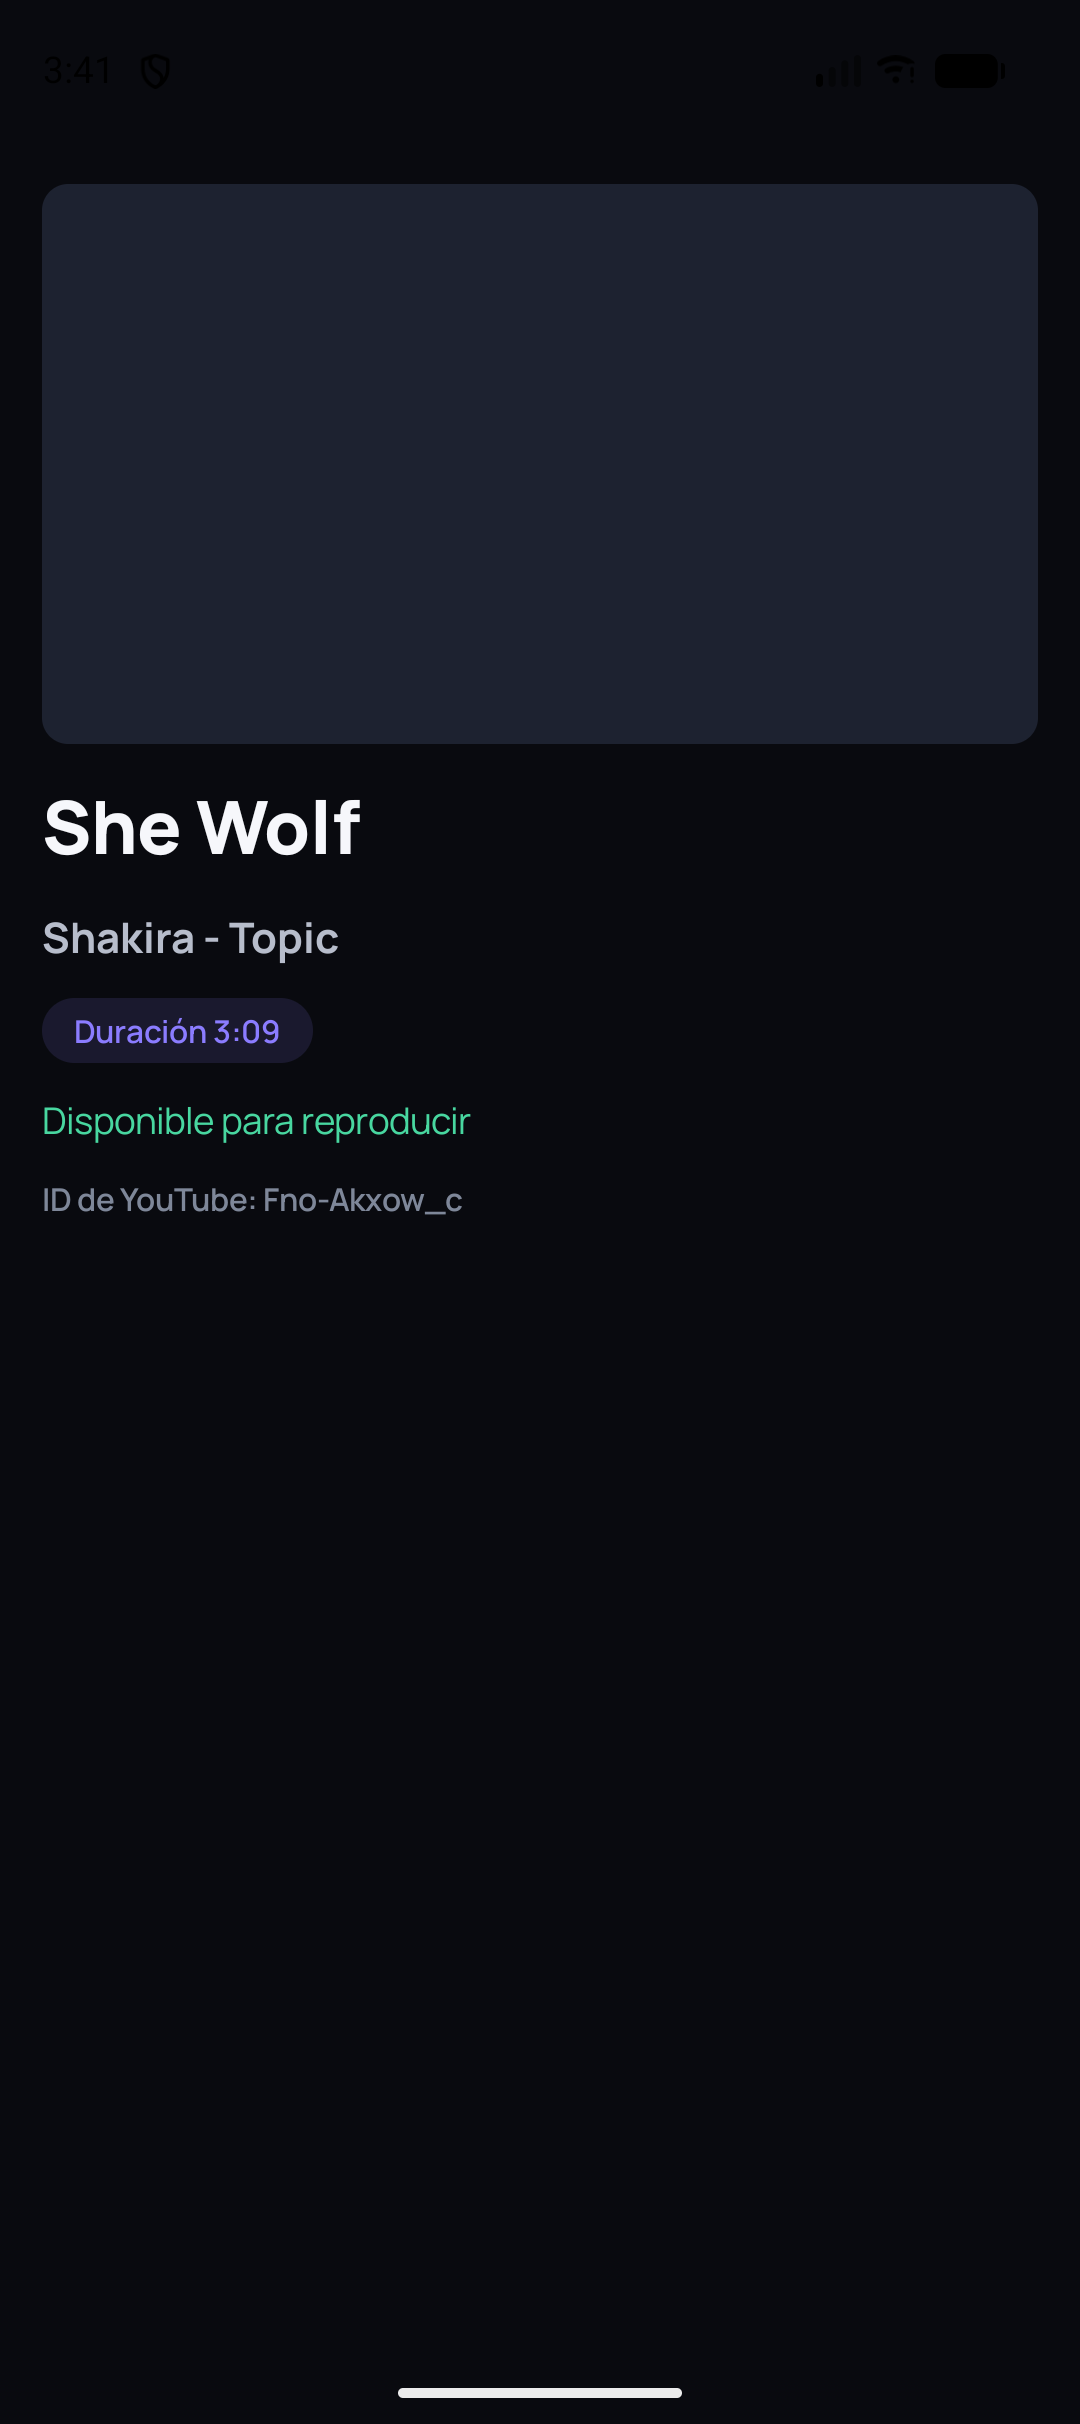 3:41
She Wolf
Shakira - Topic
Duración 3:09
Disponible para reproducir
ID de YouTube: Fno-Akxow_c